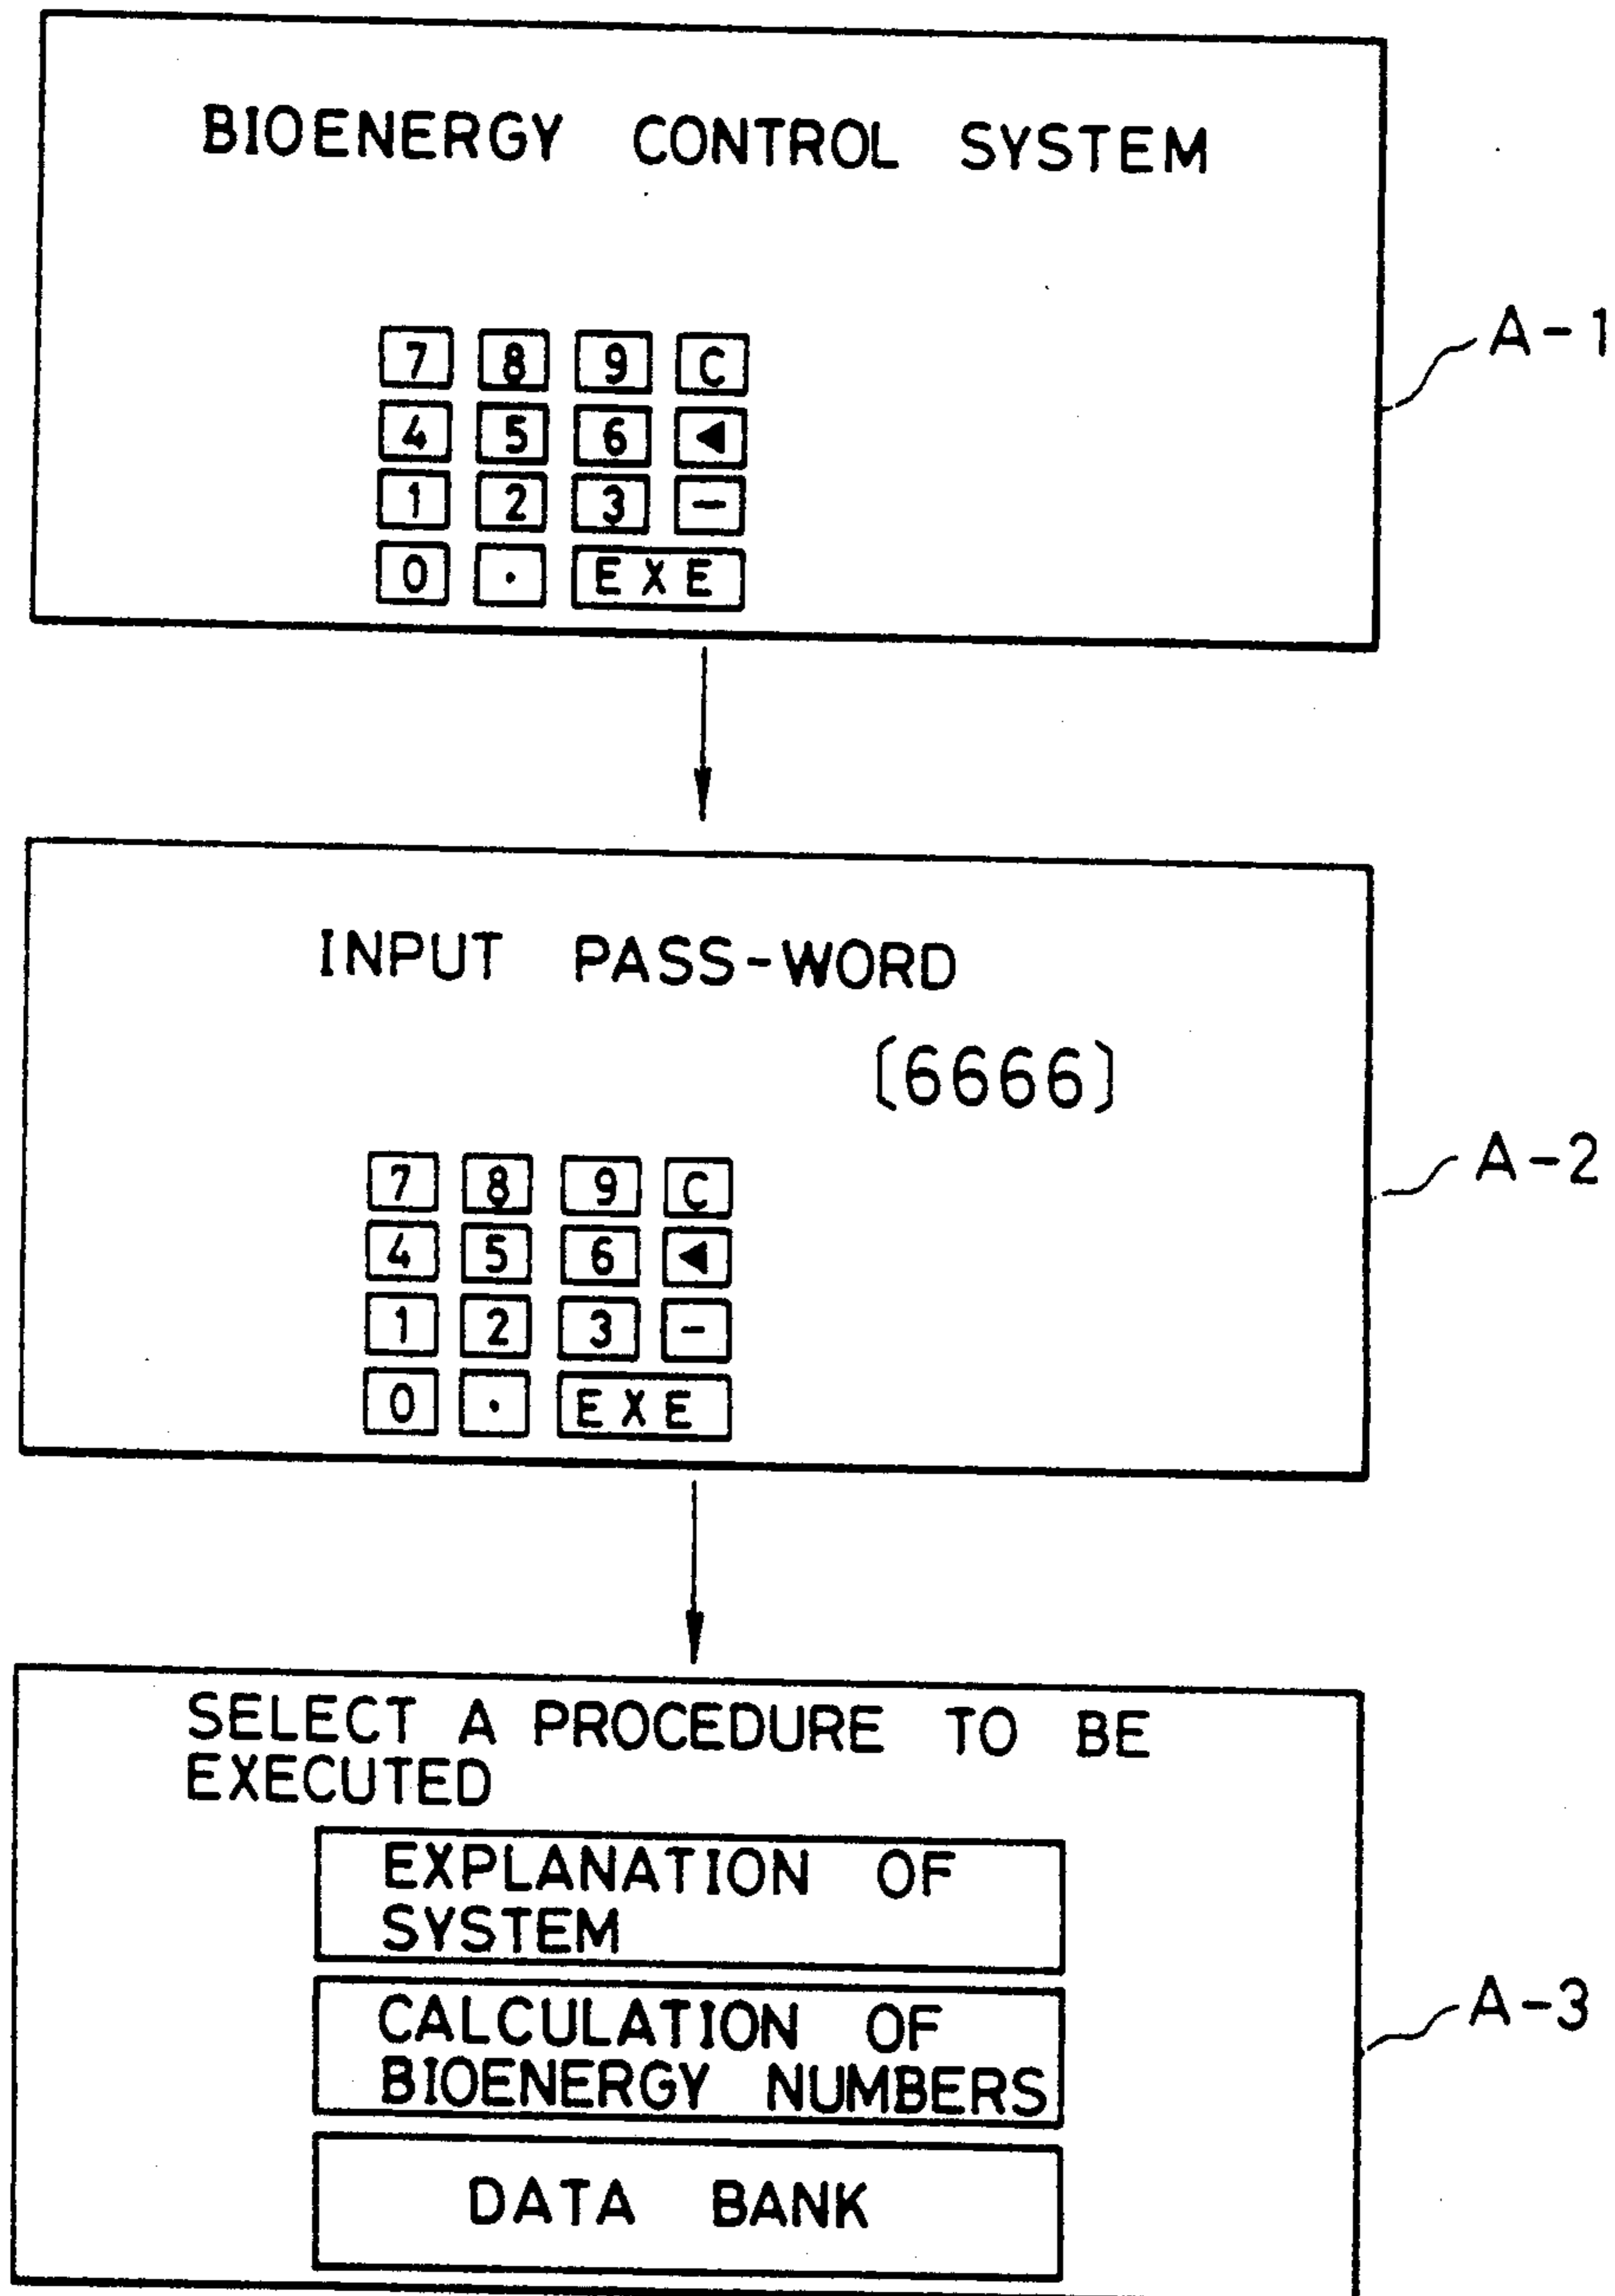 BIOENERGY CONTROL SYSTEM
7 8 9 C
4 5 6 ◀
1 2 3 -
0 . EXE
A-1
INPUT PASS-WORD
[6666]
7 8 9 C
4 5 6 ◀
1 2 3 -
0 . EXE
A-2
SELECT A PROCEDURE TO BE
EXECUTED
EXPLANATION OF
SYSTEM
CALCULATION OF
BIOENERGY NUMBERS
DATA BANK
A-3